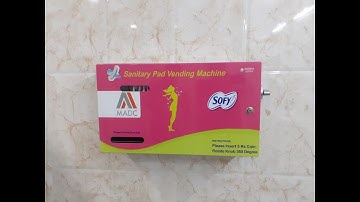 Sanitary Pad Vending Machine
SOFY
MADC
Please Insert 5 Rs Coin
Rotate Knob 360 Degree